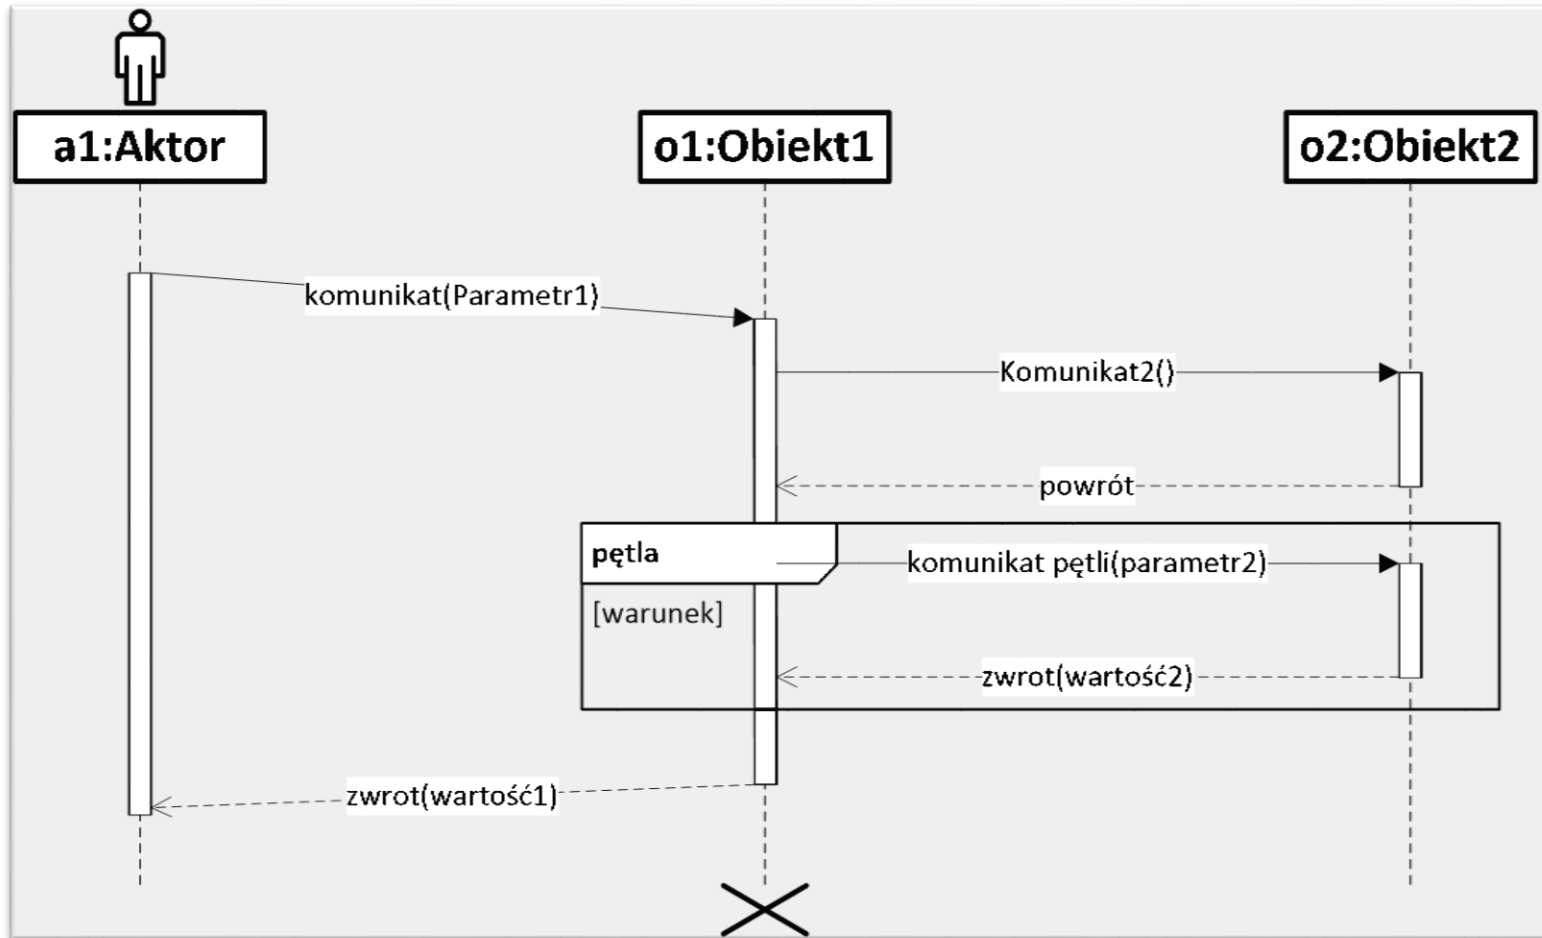 a1:Aktor
o1:Obiekt1
o2:Obiekt2
komunikat(Parametr1)
Komunikat2()
powrót
pętla
komunikat pętli(parametr2)
[warunek]
zwrot(wartość2)
zwrot(wartość1)